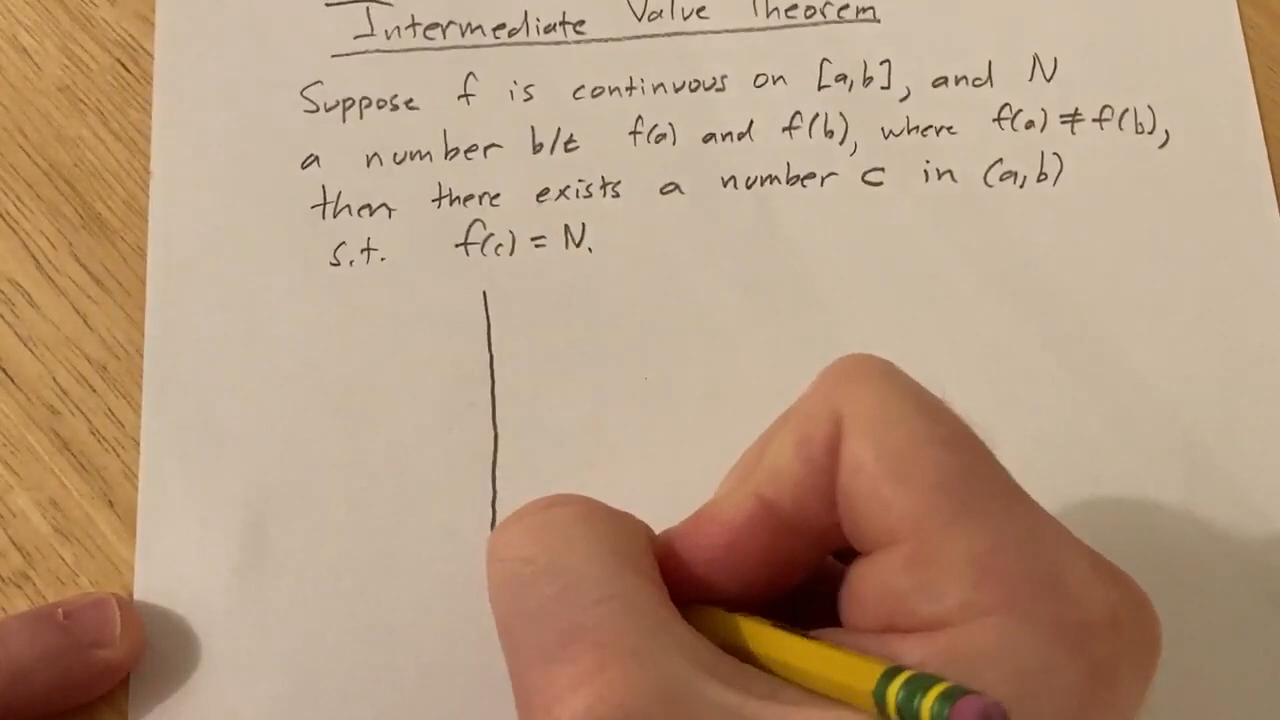 Intermediate Value Theorem
Suppose f is continuous on [a,b], and N
a number b/t f(a) and f(b), where f(a) ≠ f(b),
then there exists a number c in (a,b)
s.t. f(c) = N.